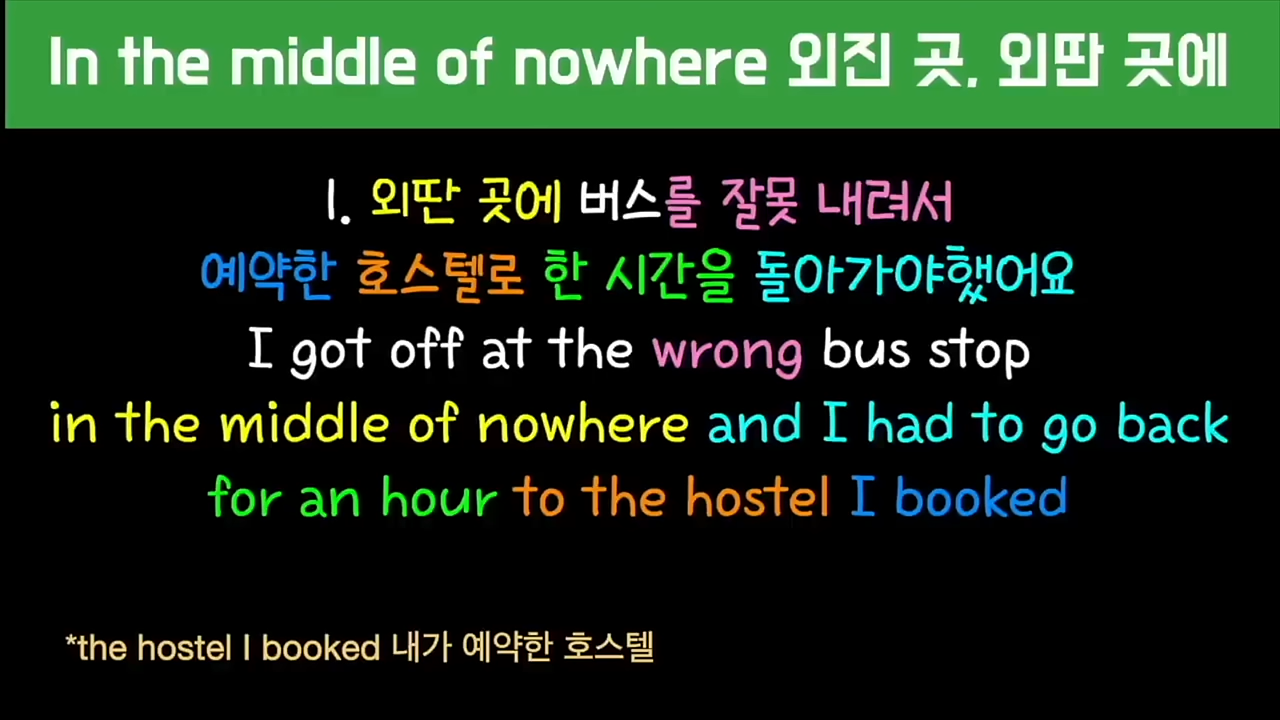 In the middle of nowhere 외진 곳, 외딴 곳에
1. 외딴 곳에 버스를 잘못 내려서
예약한 호스텔로 한 시간을 돌아가야했어요
I got off at the wrong bus stop
in the middle of nowhere and I had to go back
for an hour to the hostel I booked
*the hostel I booked 내가 예약한 호스텔